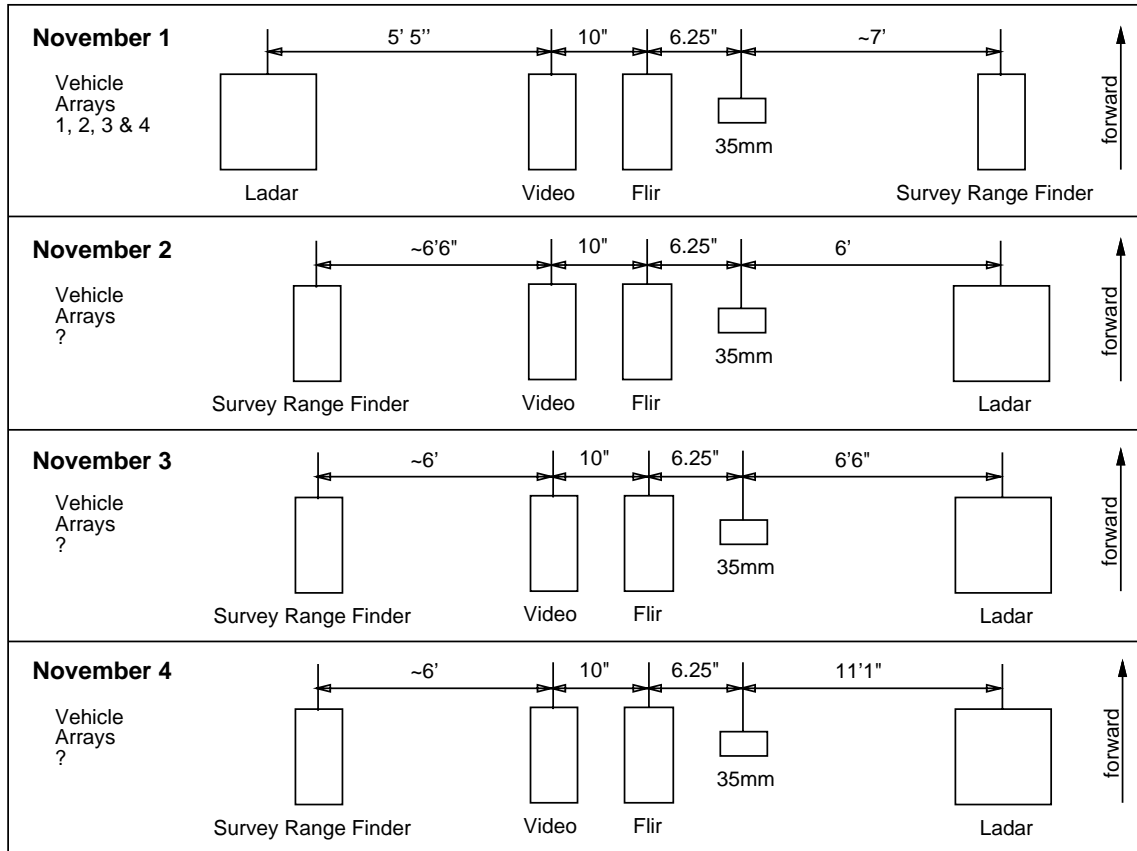 November 1
5' 5''
10"
6.25"
~7'
Vehicle
Arrays
1, 2, 3 & 4
35mm
Ladar
Video
Flir
Survey Range Finder
forward
November 2
~6'6"
10"
6.25"
6'
Vehicle
Arrays
?
35mm
Survey Range Finder
Video
Flir
Ladar
forward
November 3
~6'
10"
6.25"
6'6"
Vehicle
Arrays
?
35mm
Survey Range Finder
Video
Flir
Ladar
forward
November 4
~6'
10"
6.25"
11'1"
Vehicle
Arrays
?
35mm
Survey Range Finder
Video
Flir
Ladar
forward